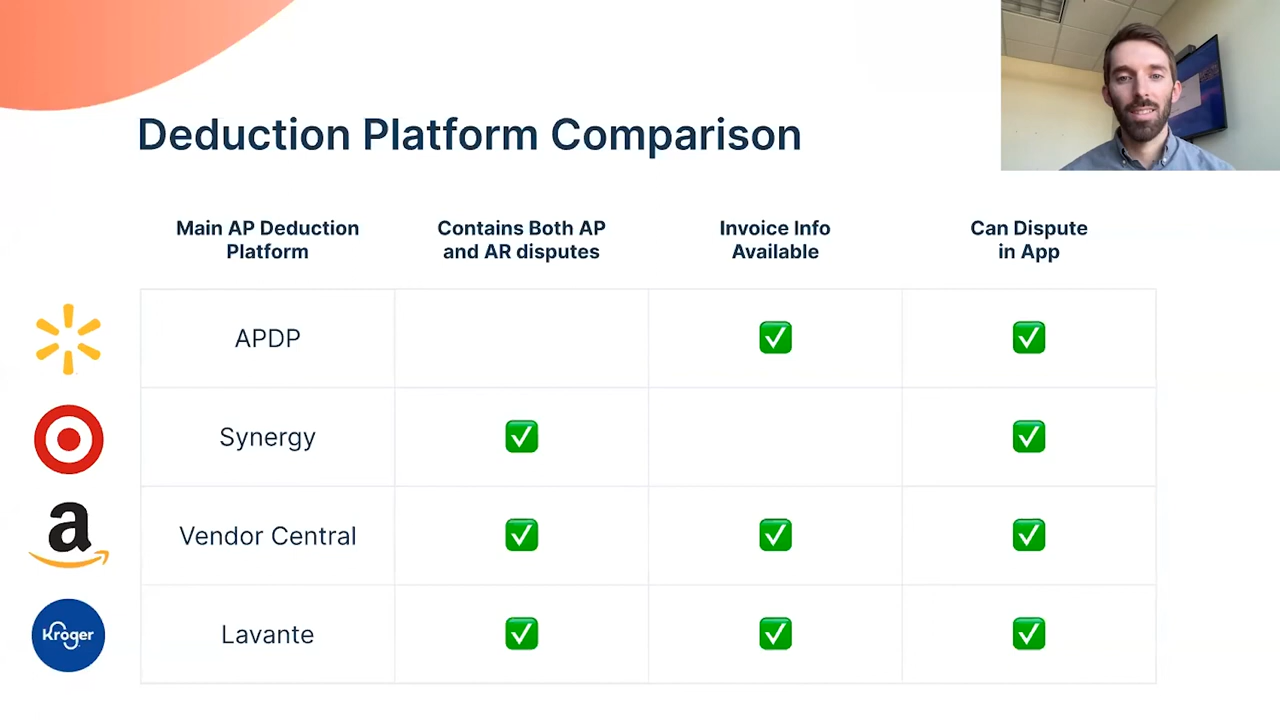 Deduction Platform Comparison
Main AP Deduction
Platform
Contains Both AP
and AR disputes
Invoice Info
Available
Can Dispute
in App
APDP
Synergy
a
Vendor Central
Kroger
Lavante